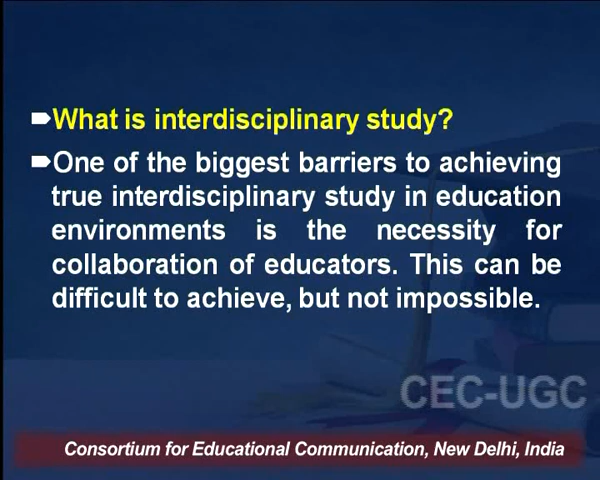 What is interdisciplinary study?
One of the biggest barriers to achieving
true interdisciplinary study in education
environments is the necessity for
collaboration of educators. This can be
difficult to achieve, but not impossible.
CEC-UGC
Consortium for Educational Communication, New Delhi, India